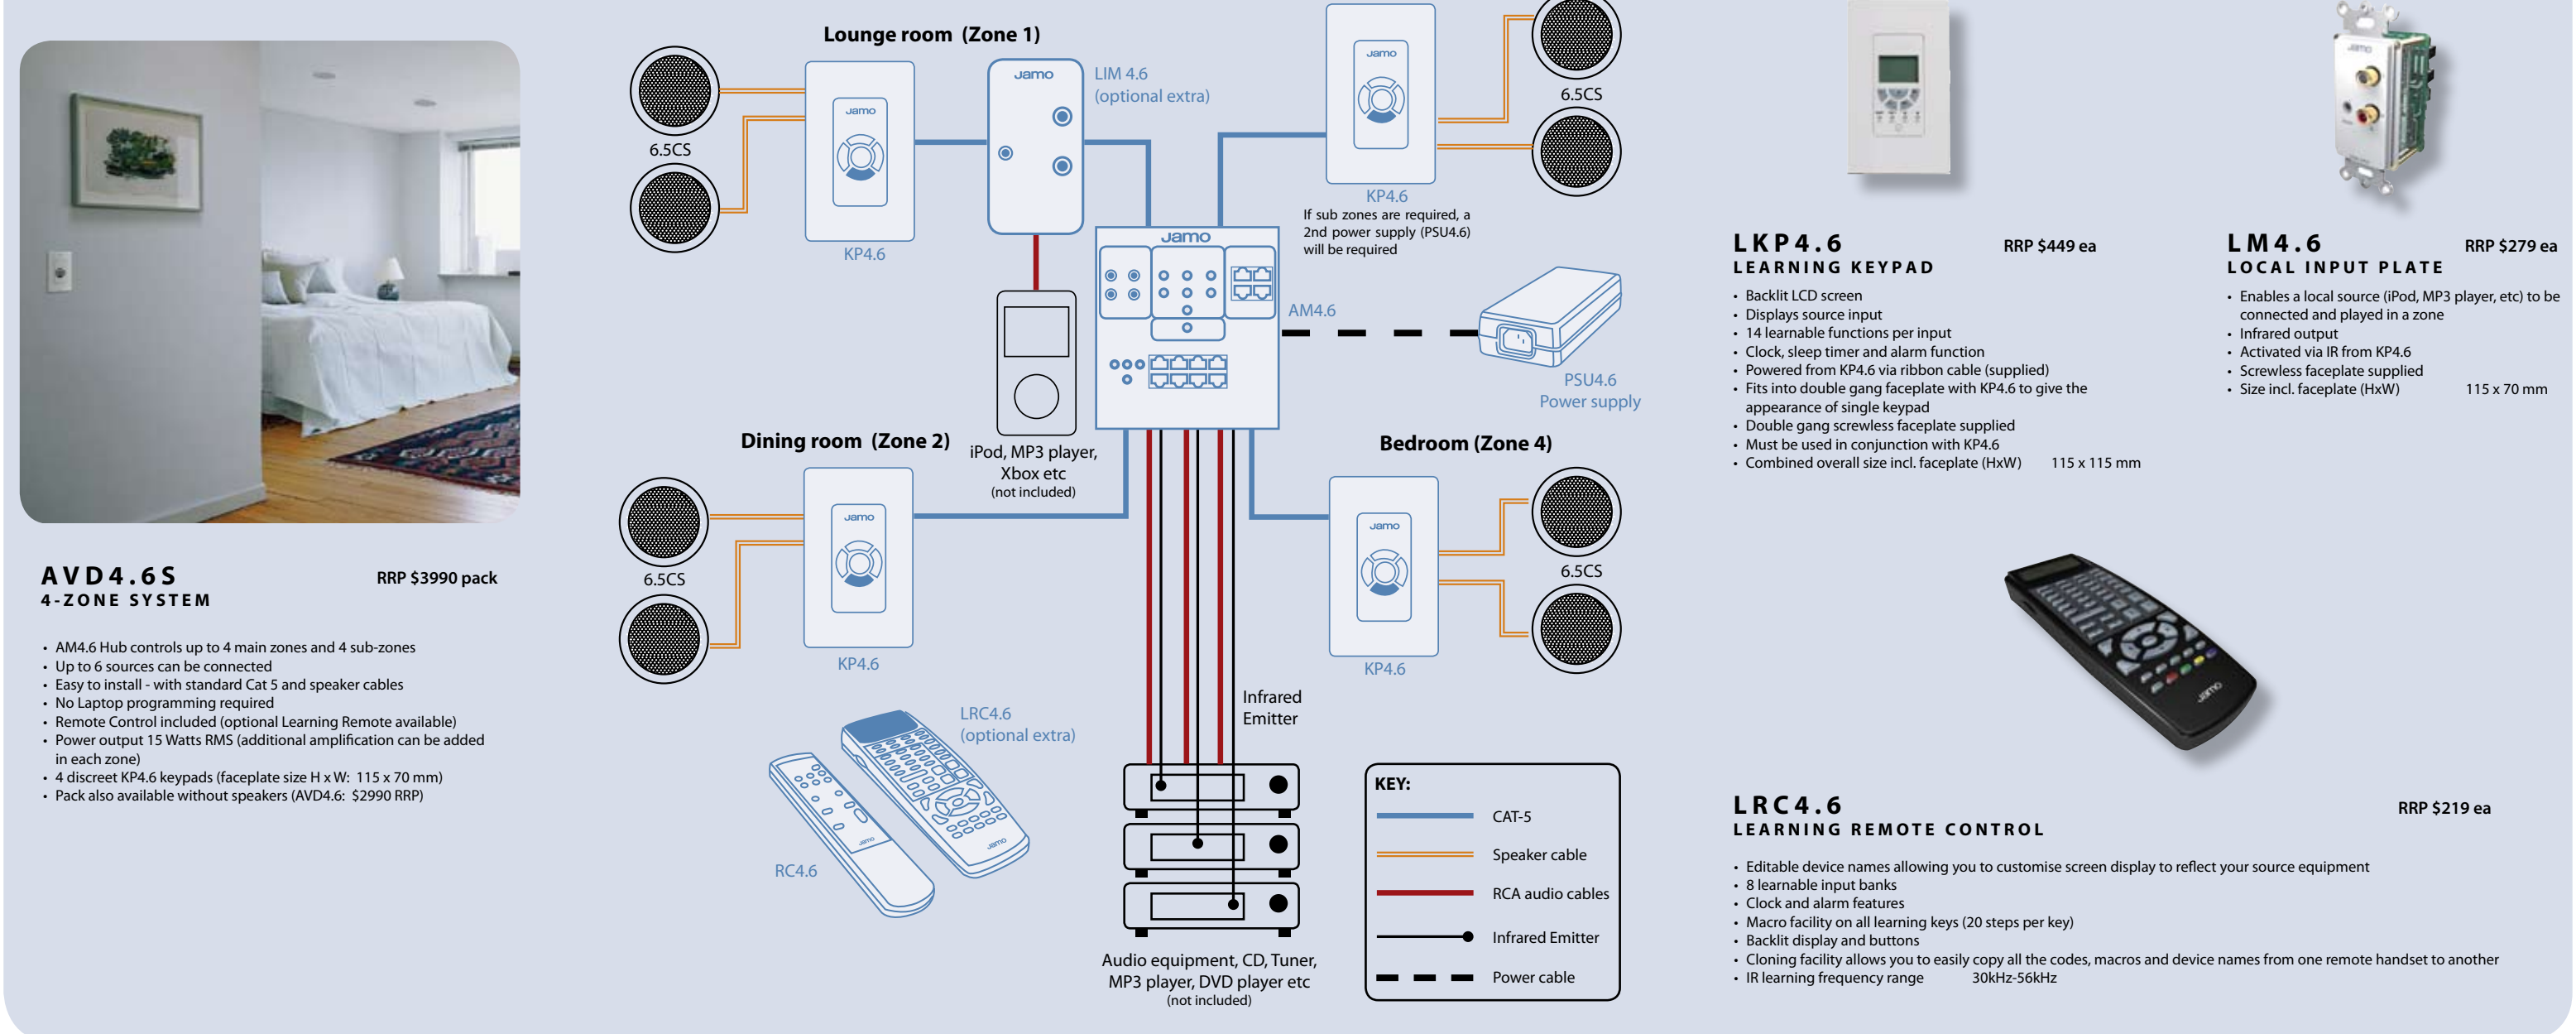 AVD4.6S
RRP $3990 pack
4-ZONE SYSTEM
• AM4.6 Hub controls up to 4 main zones and 4 sub-zones
• Up to 6 sources can be connected
• Easy to install - with standard Cat 5 and speaker cables
• No Laptop programming required
• Remote Control included (optional Learning Remote available)
• Power output 15 Watts RMS (additional amplification can be added
in each zone)
• 4 discreet KP4.6 keypads (faceplate size H x W: 115 x 70 mm)
• Pack also available without speakers (AVD4.6: $2990 RRP)
Lounge room (Zone 1)
6.5CS
Jamo
KP4.6
Jamo
LIM 4.6
(optional extra)
Jamo
KP4.6
6.5CS
If sub zones are required, a
2nd power supply (PSU4.6)
will be required
Jamo
AM4.6
PSU4.6
Power supply
iPod, MP3 player,
Xbox etc
(not included)
Dining room (Zone 2)
6.5CS
Jamo
KP4.6
Bedroom (Zone 4)
Jamo
KP4.6
6.5CS
LRC4.6
(optional extra)
Jamo
Jamo
RC4.6
Infrared
Emitter
Audio equipment, CD, Tuner,
MP3 player, DVD player etc
(not included)
KEY:
CAT-5
Speaker cable
RCA audio cables
Infrared Emitter
Power cable
LKP4.6
RRP $449 ea
LEARNING KEYPAD
• Backlit LCD screen
• Displays source input
• 14 learnable functions per input
• Clock, sleep timer and alarm function
• Powered from KP4.6 via ribbon cable (supplied)
• Fits into double gang faceplate with KP4.6 to give the
appearance of single keypad
• Double gang screwless faceplate supplied
• Must be used in conjunction with KP4.6
• Combined overall size incl. faceplate (HxW) 115 x 115 mm
Jamo
LM4.6
RRP $279 ea
LOCAL INPUT PLATE
• Enables a local source (iPod, MP3 player, etc) to be
connected and played in a zone
• Infrared output
• Activated via IR from KP4.6
• Screwless faceplate supplied
• Size incl. faceplate (HxW) 115 x 70 mm
Jamo
LRC4.6
RRP $219 ea
LEARNING REMOTE CONTROL
• Editable device names allowing you to customise screen display to reflect your source equipment
• 8 learnable input banks
• Clock and alarm features
• Macro facility on all learning keys (20 steps per key)
• Backlit display and buttons
• Cloning facility allows you to easily copy all the codes, macros and device names from one remote handset to another
• IR learning frequency range 30kHz-56kHz